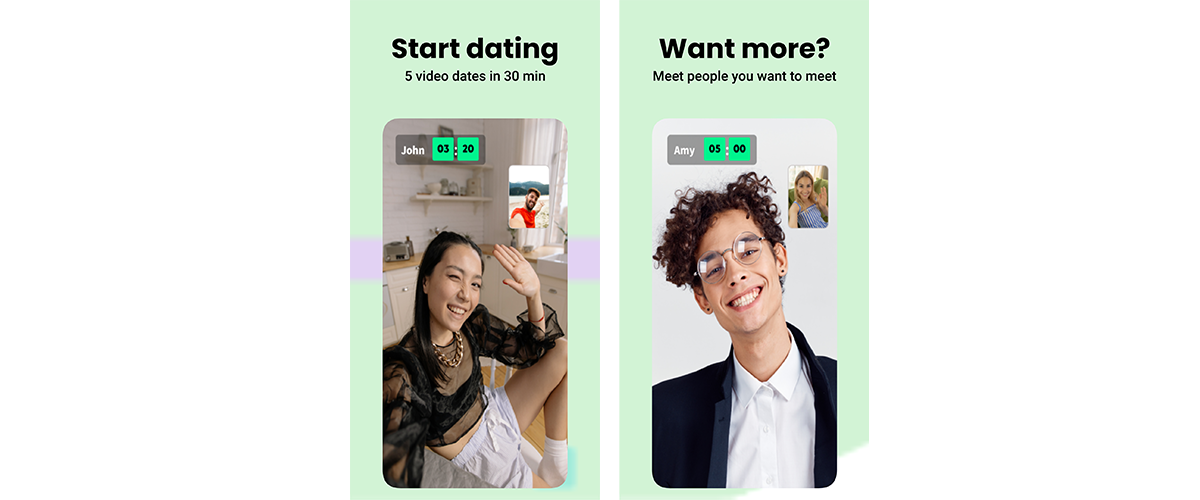 Start dating
5 video dates in 30 min
John 03:20
Want more?
Meet people you want to meet
Amy 05:00